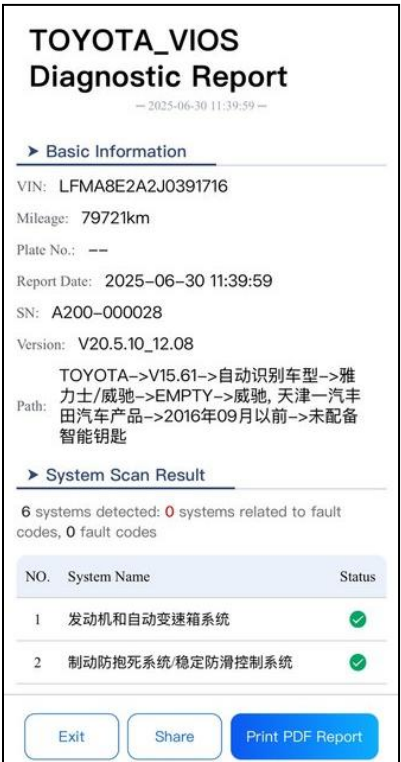 TOYOTA_VIOS
Diagnostic Report
— 2025-06-30 11:39:59 —
➤ Basic Information
VIN: LFMA8E2A2J0391716
Mileage: 79721km
Plate No.: −−
Report Date: 2025−06−30 11:39:59
SN: A200−000028
Version: V20.5.10_12.08
TOYOTA−>V15.61−>自动识别车型−>雅
力士/威驰−>EMPTY−>威驰, 天津一汽丰
Path:
田汽车产品−>2016年09月以前−>未配备
智能钥匙
➤ System Scan Result
6 systems detected: 0 systems related to fault
codes, 0 fault codes
NO. System Name Status
1 发动机和自动变速箱系统
2 制动防抱死系统/稳定防滑控制系统
Exit Share Print PDF Report